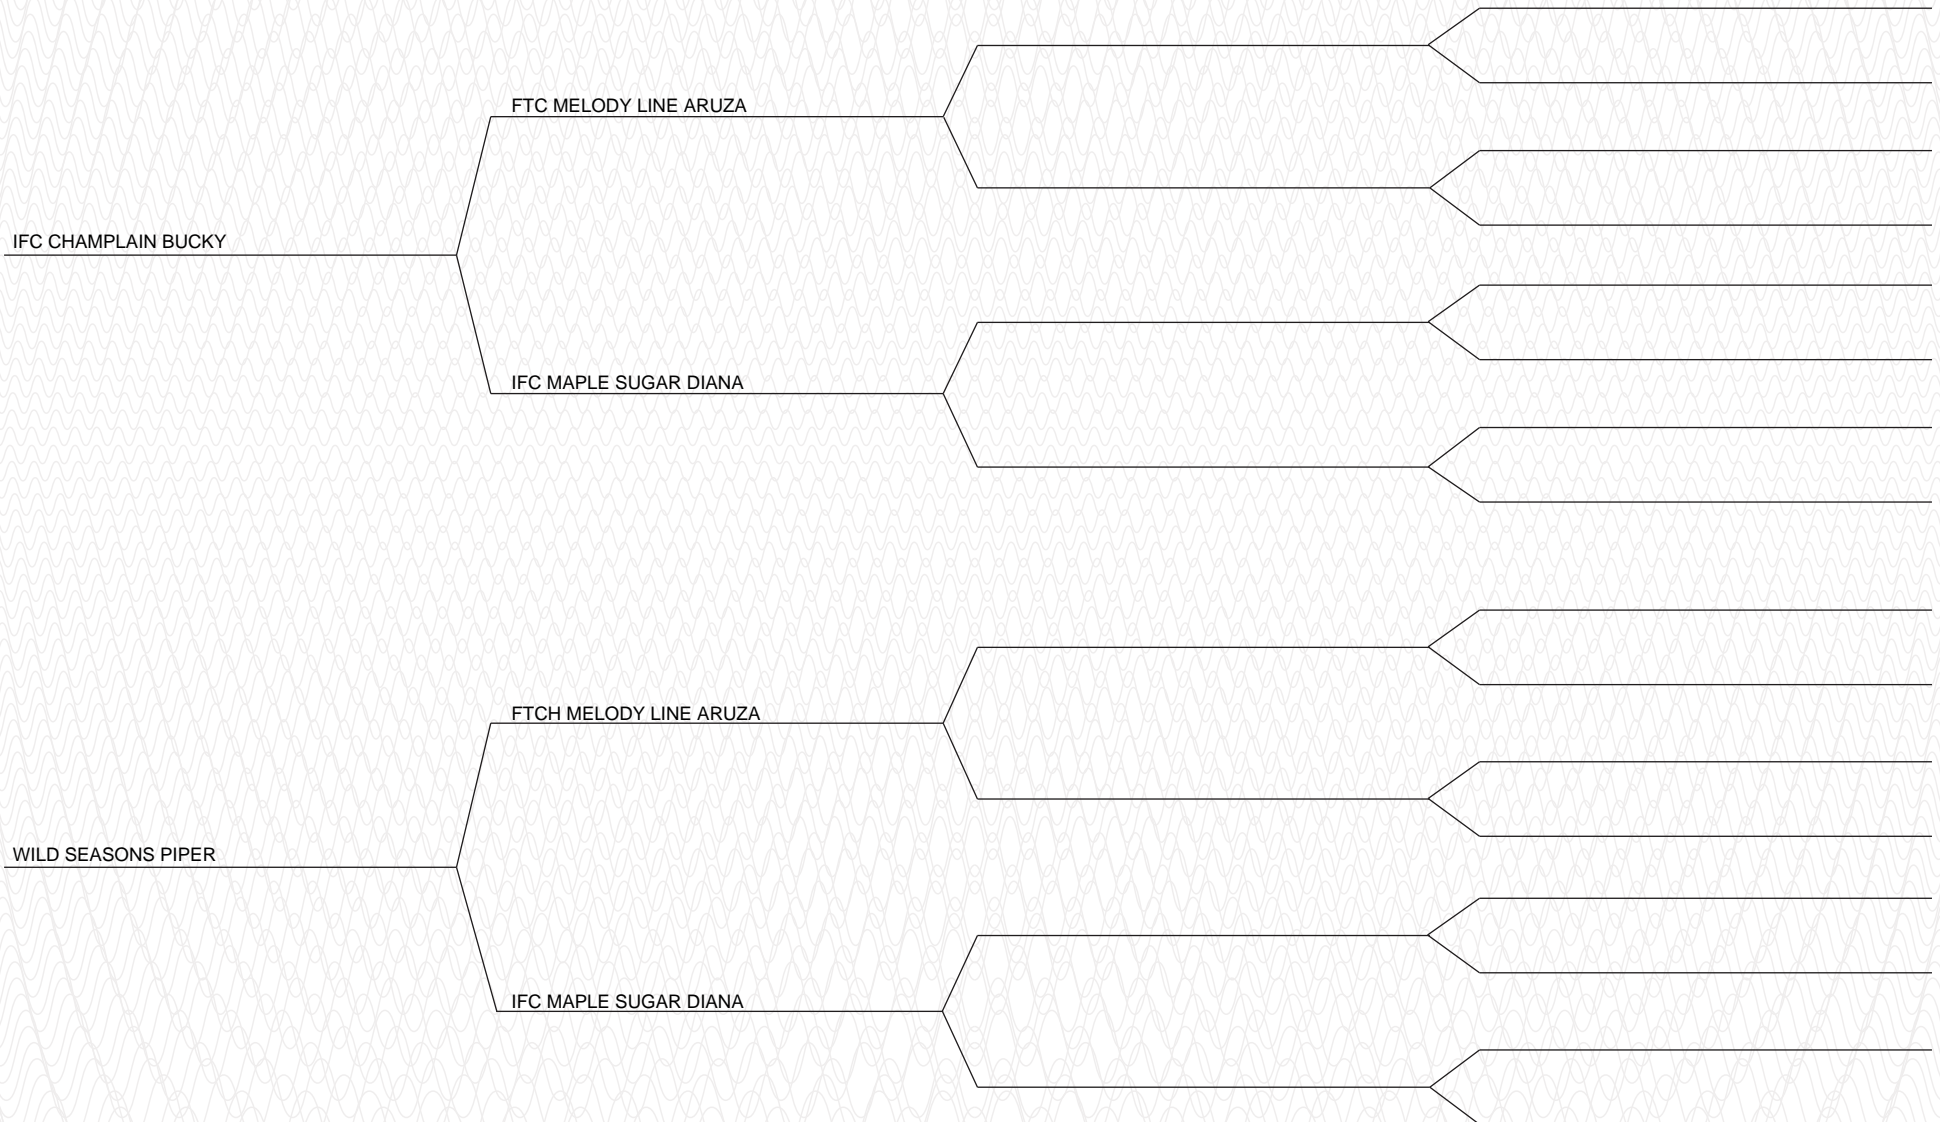 FTC MELODY LINE ARUZA
IFC CHAMPLAIN BUCKY
IFC MAPLE SUGAR DIANA
FTCH MELODY LINE ARUZA
WILD SEASONS PIPER
IFC MAPLE SUGAR DIANA